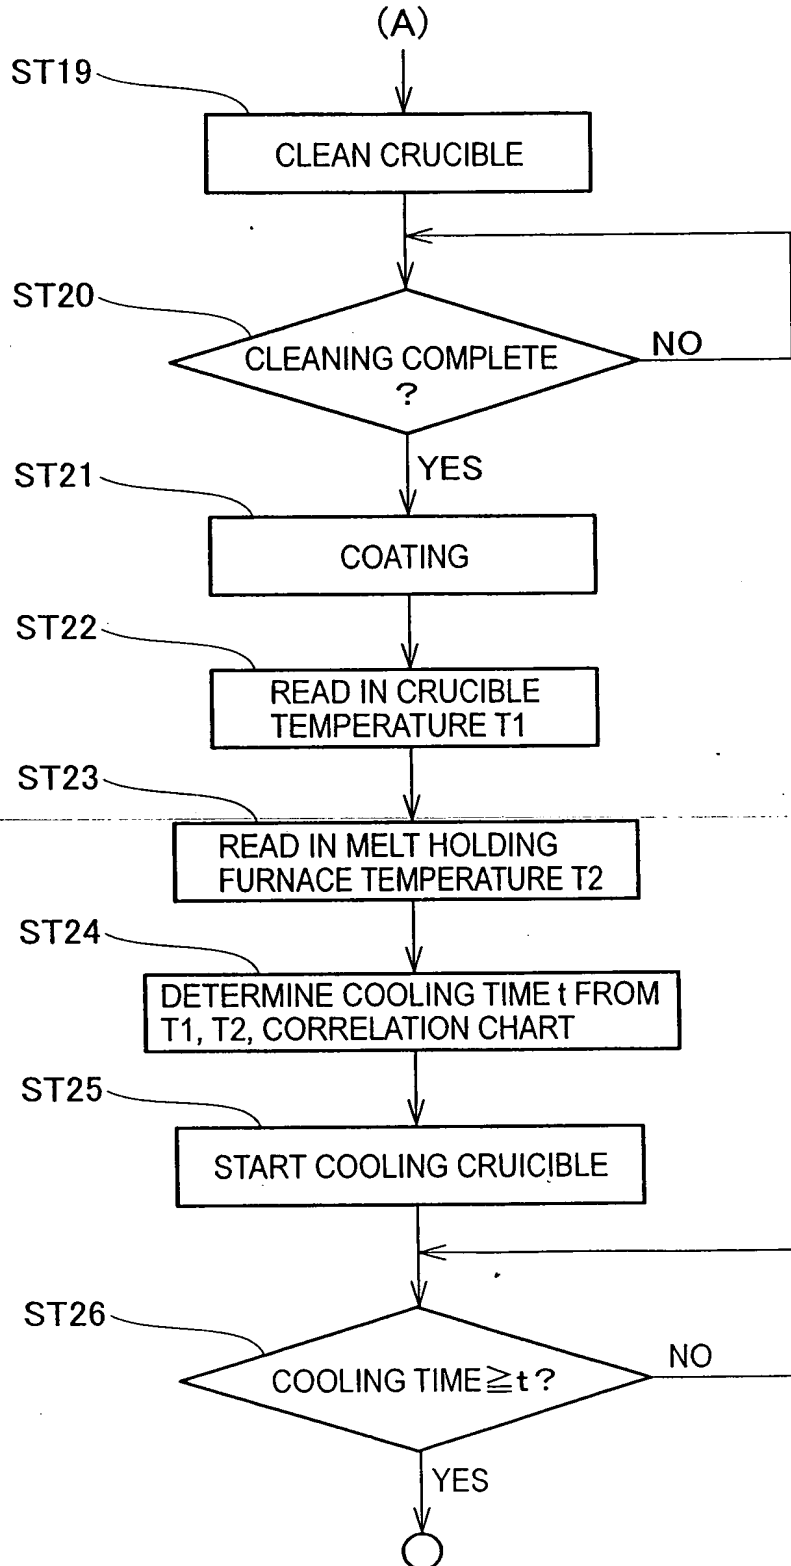 (A)
ST19
CLEAN CRUCIBLE
ST20
CLEANING COMPLETE
?
NO
YES
ST21
COATING
ST22
READ IN CRUCIBLE
TEMPERATURE T1
ST23
READ IN MELT HOLDING
FURNACE TEMPERATURE T2
ST24
DETERMINE COOLING TIME t FROM
T1, T2, CORRELATION CHART
ST25
START COOLING CRUICIBLE
ST26
COOLING TIME≧t?
NO
YES